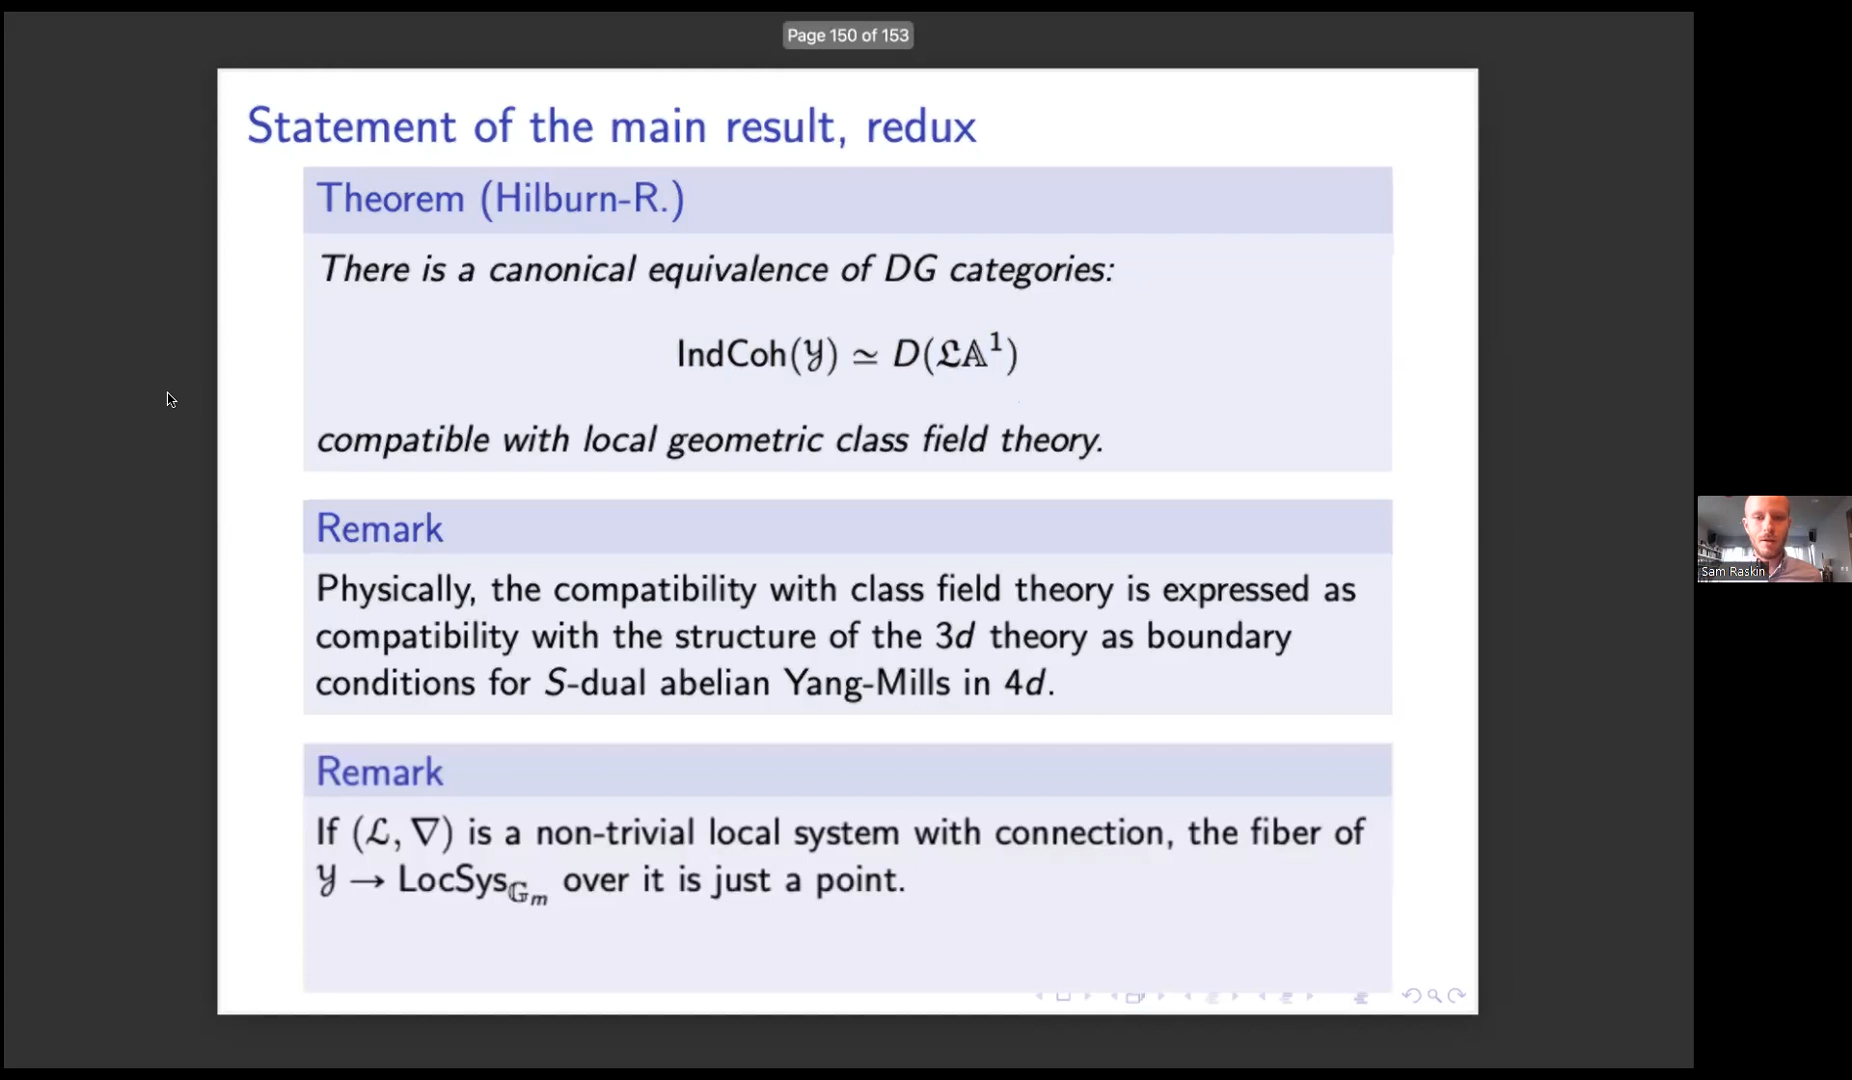 Page 150 of 153
Statement of the main result, redux
Theorem (Hilburn-R.)
There is a canonical equivalence of DG categories:
IndCoh(𝒴) ≃ D(𝔏𝔸¹)
compatible with local geometric class field theory.
Remark
Physically, the compatibility with class field theory is expressed as
compatibility with the structure of the 3d theory as boundary
conditions for S-dual abelian Yang-Mills in 4d.
Remark
If (ℒ, ∇) is a non-trivial local system with connection, the fiber of
𝒴 → LocSys_𝔾ₘ over it is just a point.
Sam Raskin